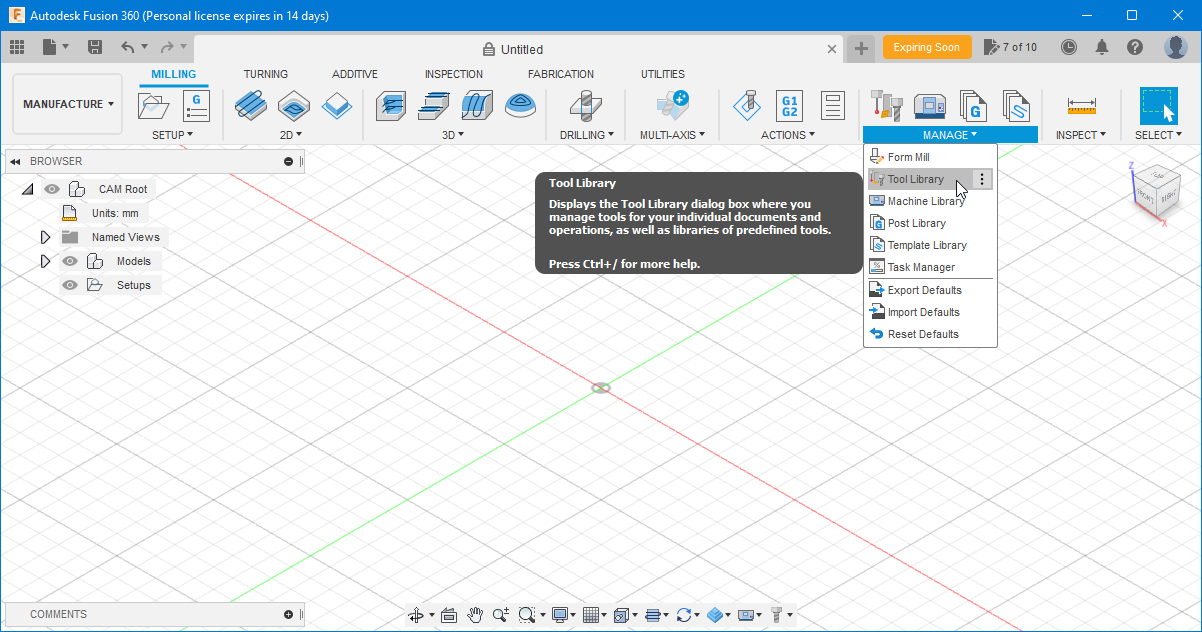 Autodesk Fusion 360 (Personal license expires in 14 days)
Untitled
Expiring Soon
7 of 10
MANUFACTURE
MILLING
TURNING
ADDITIVE
INSPECTION
FABRICATION
UTILITIES
G
G1
G2
G
SETUP
2D
3D
DRILLING
MULTI-AXIS
ACTIONS
MANAGE
INSPECT
SELECT
BROWSER
CAM Root
Units: mm
Named Views
Models
Setups
Tool Library
Displays the Tool Library dialog box where you
manage tools for your individual documents and
operations, as well as libraries of predefined tools.
Press Ctrl+/ for more help.
Form Mill
Tool Library
Machine Library
Post Library
Template Library
Task Manager
Export Defaults
Import Defaults
Reset Defaults
Z
TOP
FRONT
RIGHT
X
COMMENTS